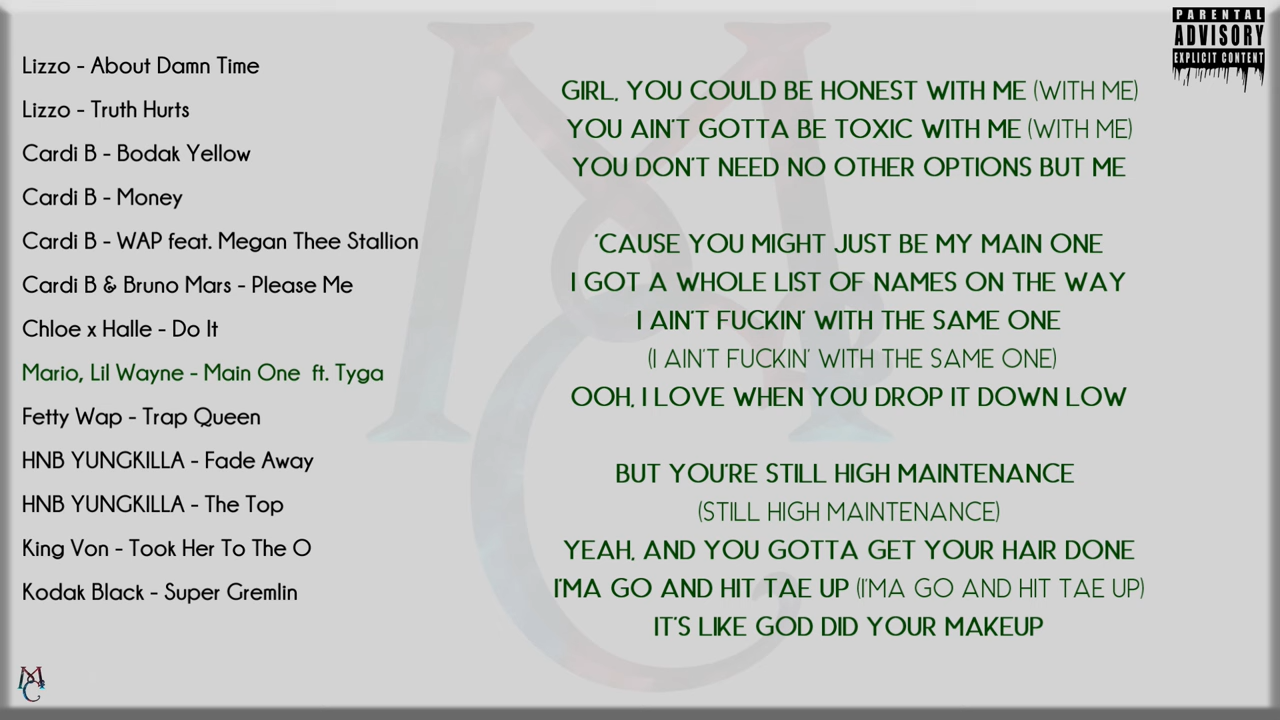 Lizzo - About Damn Time
Lizzo - Truth Hurts
Cardi B - Bodak Yellow
Cardi B - Money
Cardi B - WAP feat. Megan Thee Stallion
Cardi B & Bruno Mars - Please Me
Chloe x Halle - Do It
Mario, Lil Wayne - Main One ft. Tyga
Fetty Wap - Trap Queen
HNB YUNGKILLA - Fade Away
HNB YUNGKILLA - The Top
King Von - Took Her To The O
Kodak Black - Super Gremlin
MC
PARENTAL
ADVISORY
EXPLICIT CONTENT
GIRL, YOU COULD BE HONEST WITH ME (WITH ME)
YOU AIN'T GOTTA BE TOXIC WITH ME (WITH ME)
YOU DON'T NEED NO OTHER OPTIONS BUT ME
'CAUSE YOU MIGHT JUST BE MY MAIN ONE
I GOT A WHOLE LIST OF NAMES ON THE WAY
I AIN'T FUCKIN' WITH THE SAME ONE
(I AIN'T FUCKIN' WITH THE SAME ONE)
OOH, I LOVE WHEN YOU DROP IT DOWN LOW
BUT YOU'RE STILL HIGH MAINTENANCE
(STILL HIGH MAINTENANCE)
YEAH, AND YOU GOTTA GET YOUR HAIR DONE
I'MA GO AND HIT TAE UP (I'MA GO AND HIT TAE UP)
IT'S LIKE GOD DID YOUR MAKEUP